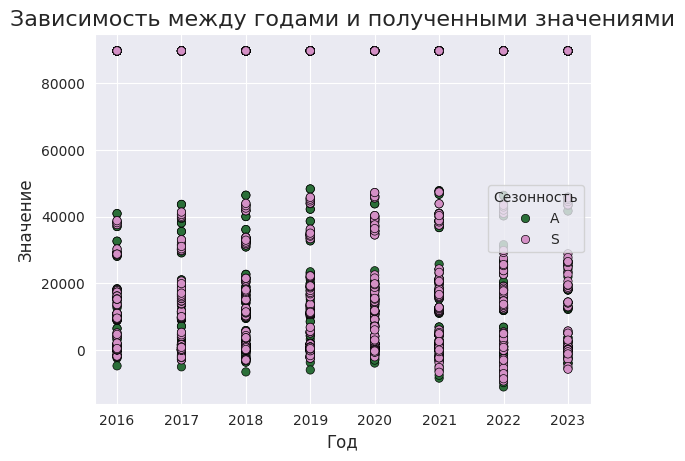 Зависимость между годами и полученными значениями
80000
60000
40000
20000
0
Значение
Сезонность
A
S
2016 2017 2018 2019 2020 2021 2022 2023
Год